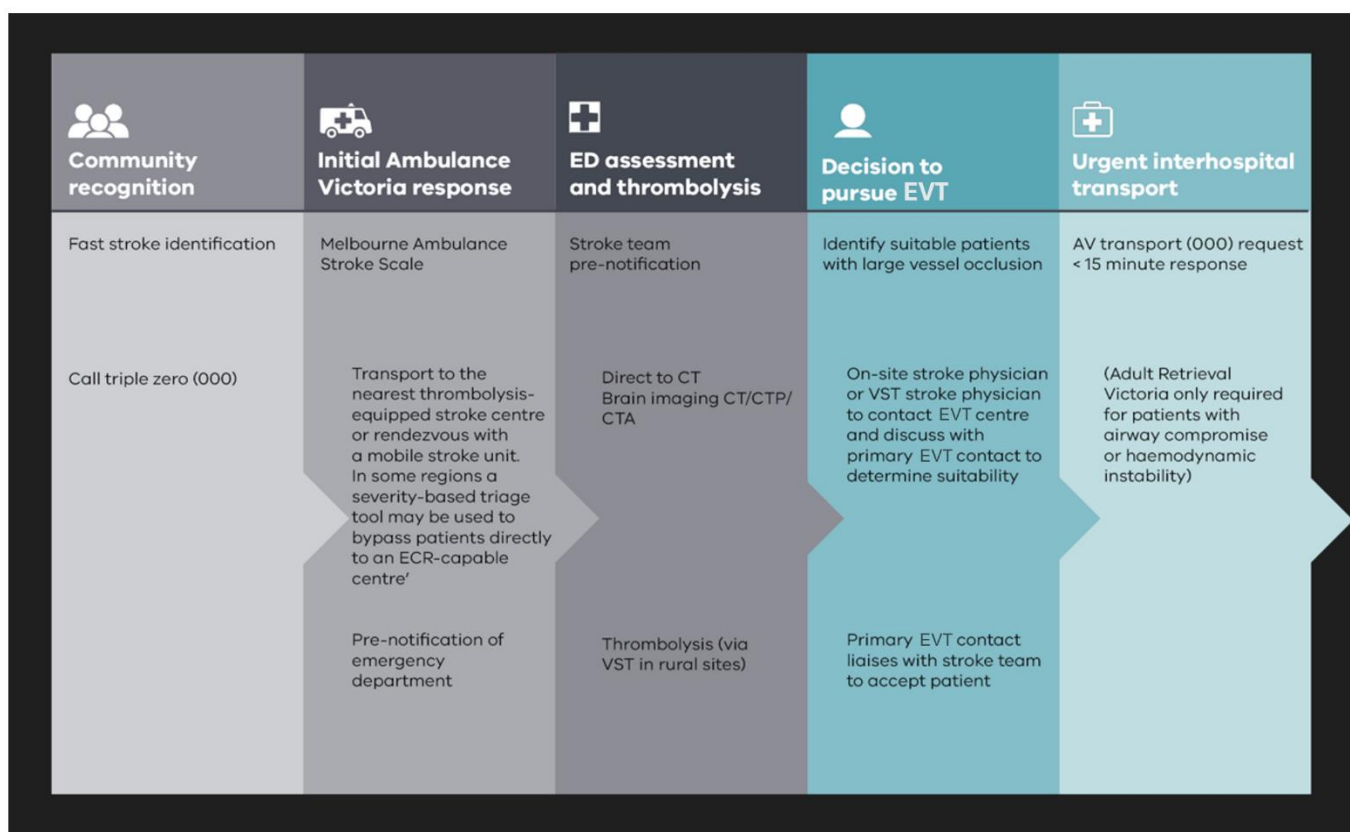 Community
recognition
Fast stroke identification
Call triple zero (000)
Initial Ambulance
Victoria response
Melbourne Ambulance
Stroke Scale
Transport to the
nearest thrombolysis-
equipped stroke centre
or rendezvous with
a mobile stroke unit.
In some regions a
severity-based triage
tool may be used to
bypass patients directly
to an ECR-capable
centre’
Pre-notification of
emergency
department
ED assessment
and thrombolysis
Stroke team
pre-notification
Direct to CT
Brain imaging CT/CTP/
CTA
Thrombolysis (via
VST in rural sites)
Decision to
pursue EVT
Identify suitable patients
with large vessel occlusion
On-site stroke physician
or VST stroke physician
to contact EVT centre
and discuss with
primary EVT contact to
determine suitability
Primary EVT contact
liaises with stroke team
to accept patient
Urgent interhospital
transport
AV transport (000) request
< 15 minute response
(Adult Retrieval
Victoria only required
for patients with
airway compromise
or haemodynamic
instability)